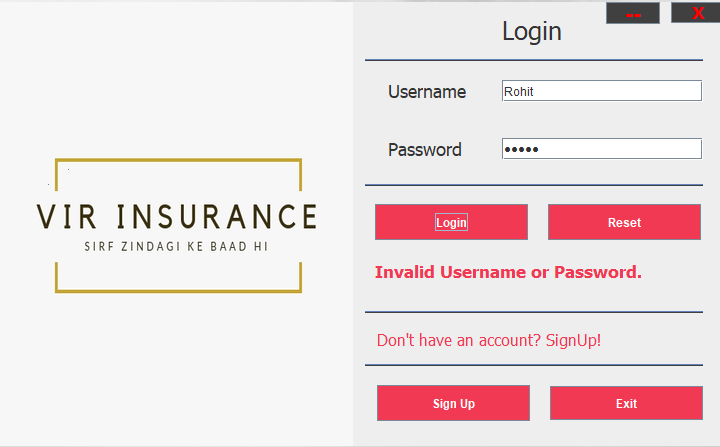 VIR INSURANCE
SIRF ZINDAGI KE BAAD HI
-- X
Login
Username Rohit
Password •••••
Login Reset
Invalid Username or Password.
Don't have an account? SignUp!
Sign Up Exit